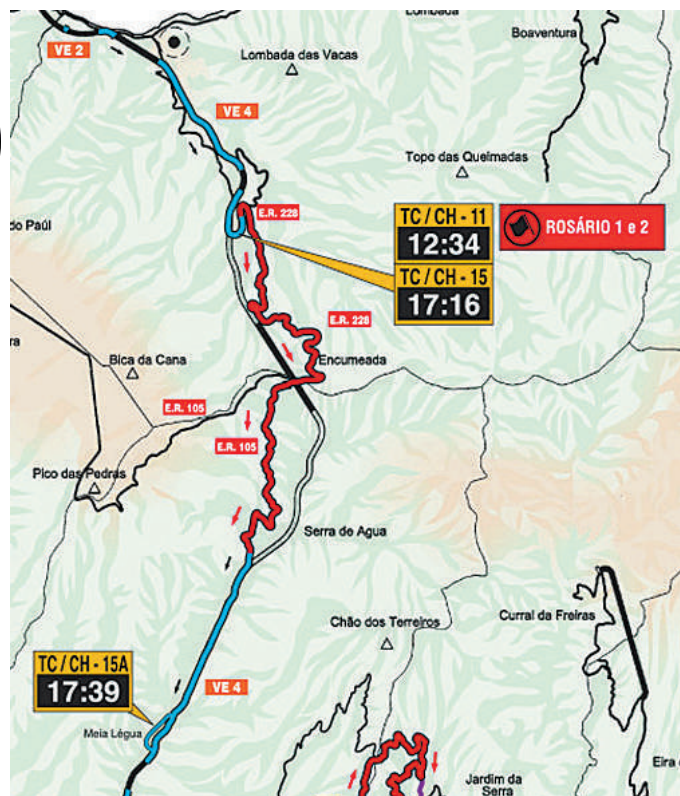 Lombada
Boaventura
VE 2
Lombada das Vacas
VE 4
Topo das Queimadas
E.R. 228
TC / CH - 11
12:34
ROSÁRIO 1 e 2
do Paúl
TC / CH - 15
17:16
E.R. 228
ra
Bica da Cana
Encumeada
E.R. 105
E.R. 105
Pico das Pedras
Serra de Agua
Chão dos Terreiros
Curral da Freiras
TC / CH - 15A
17:39
VE 4
Meia Légua
Eira d
Jardim da
Serra